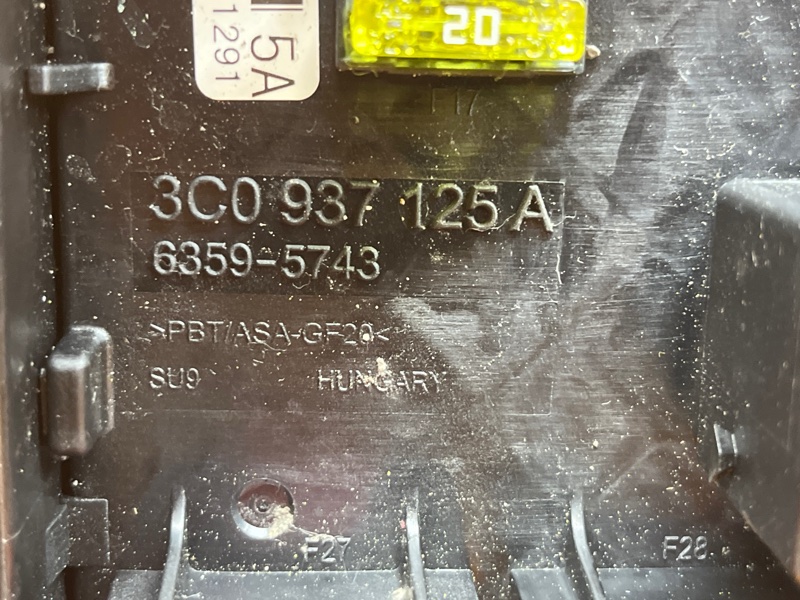 5A
1291
20
F17
3C0 937 125 A
6359-5743
>PBT/ASA-GF20<
SU9 HUNGARY
F27
F28